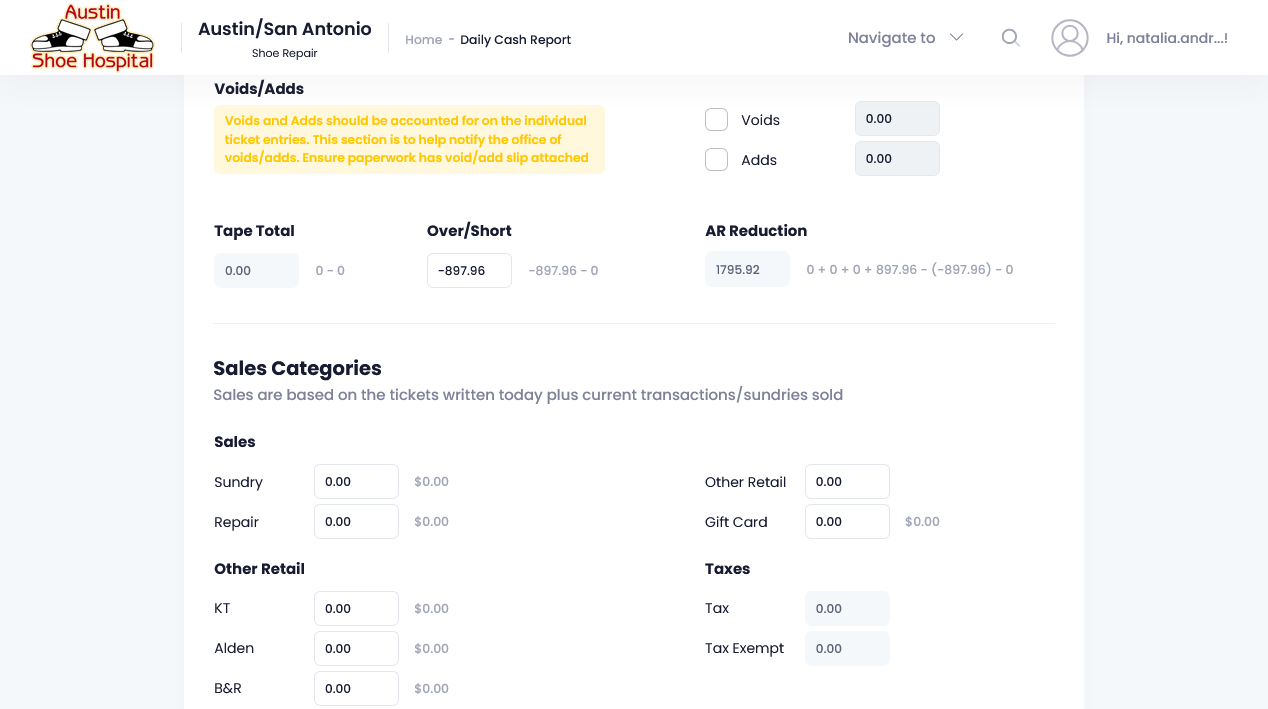 Austin
Shoe Hospital
Austin/San Antonio
Shoe Repair
Home - Daily Cash Report
Navigate to
Hi, natalia.andr...!
Voids/Adds
Voids and Adds should be accounted for on the individual
ticket entries. This section is to help notify the office of
voids/adds. Ensure paperwork has void/add slip attached
Voids 0.00
Adds 0.00
Tape Total Over/Short AR Reduction
0.00 0 - 0 -897.96 -897.96 - 0 1795.92 0 + 0 + 0 + 897.96 - (-897.96) - 0
Sales Categories
Sales are based on the tickets written today plus current transactions/sundries sold
Sales
Sundry 0.00 $0.00 Other Retail 0.00
Repair 0.00 $0.00 Gift Card 0.00 $0.00
Other Retail Taxes
KT 0.00 $0.00 Tax 0.00
Alden 0.00 $0.00 Tax Exempt 0.00
B&R 0.00 $0.00